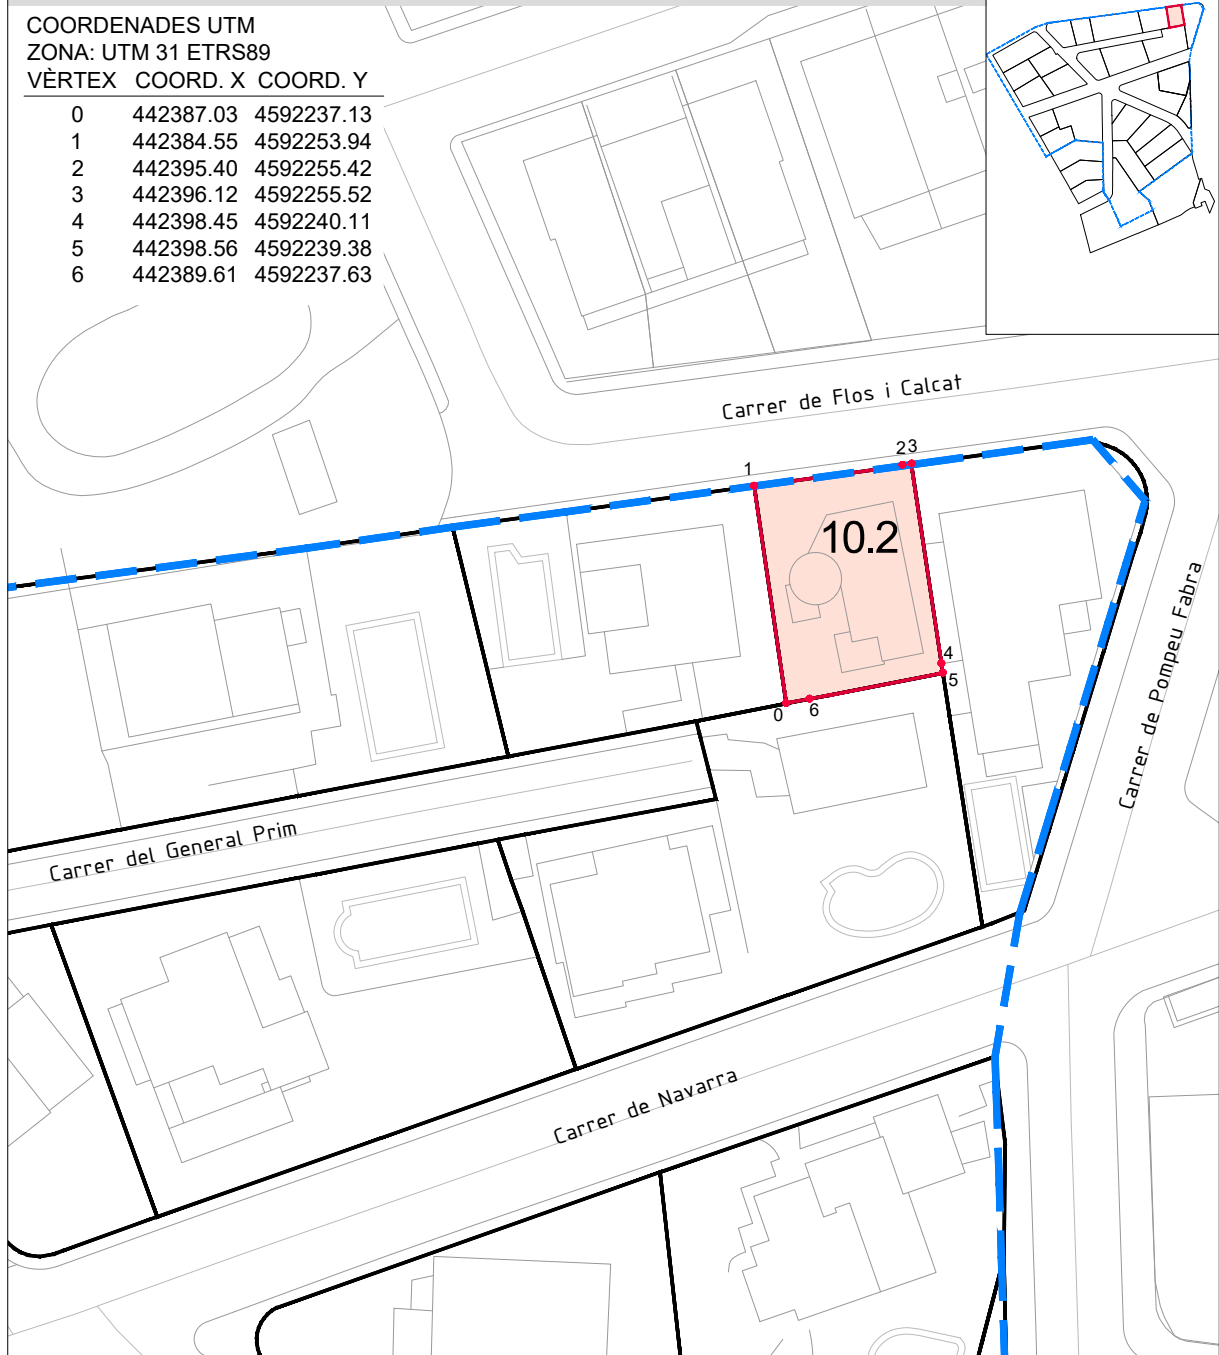 COORDENADES UTM
ZONA: UTM 31 ETRS89
VÈRTEX COORD. X COORD. Y
0 442387.03 4592237.13
1 442384.55 4592253.94
2 442395.40 4592255.42
3 442396.12 4592255.52
4 442398.45 4592240.11
5 442398.56 4592239.38
6 442389.61 4592237.63
Carrer de Flos i Calcat
1
2
3
10.2
4
5
0
6
Carrer de Pompeu Fabra
Carrer del General Prim
Carrer de Navarra